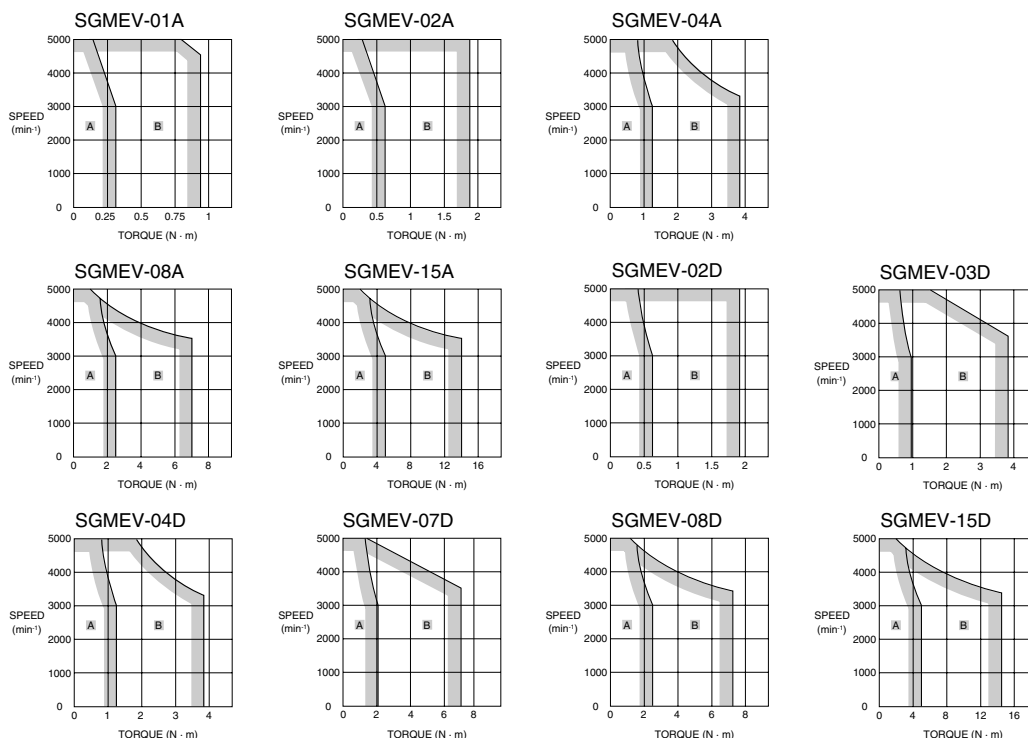 SGMEV-01A
5000
4000
3000
SPEED
(min-1)
A
B
2000
1000
0
0 0.25 0.5 0.75 1
TORQUE (N · m)
SGMEV-02A
5000
4000
3000
SPEED
(min-1)
A
B
2000
1000
0
0 0.5 1 1.5 2
TORQUE (N · m)
SGMEV-04A
5000
4000
3000
SPEED
(min-1)
A
B
2000
1000
0
0 1 2 3 4
TORQUE (N · m)
SGMEV-08A
5000
4000
3000
SPEED
(min-1)
A
B
2000
1000
0
0 2 4 6 8
TORQUE (N · m)
SGMEV-15A
5000
4000
3000
SPEED
(min-1)
A
B
2000
1000
0
0 4 8 12 16
TORQUE (N · m)
SGMEV-02D
5000
4000
3000
SPEED
(min-1)
A
B
2000
1000
0
0 0.5 1 1.5 2
TORQUE (N · m)
SGMEV-03D
5000
4000
3000
SPEED
(min-1)
A
B
2000
1000
0
0 1 2 3 4
TORQUE (N · m)
SGMEV-04D
5000
4000
3000
SPEED
(min-1)
A
B
2000
1000
0
0 1 2 3 4
TORQUE (N · m)
SGMEV-07D
5000
4000
3000
SPEED
(min-1)
A
B
2000
1000
0
0 2 4 6 8
TORQUE (N · m)
SGMEV-08D
5000
4000
3000
SPEED
(min-1)
A
B
2000
1000
0
0 2 4 6 8
TORQUE (N · m)
SGMEV-15D
5000
4000
3000
SPEED
(min-1)
A
B
2000
1000
0
0 4 8 12 16
TORQUE (N · m)